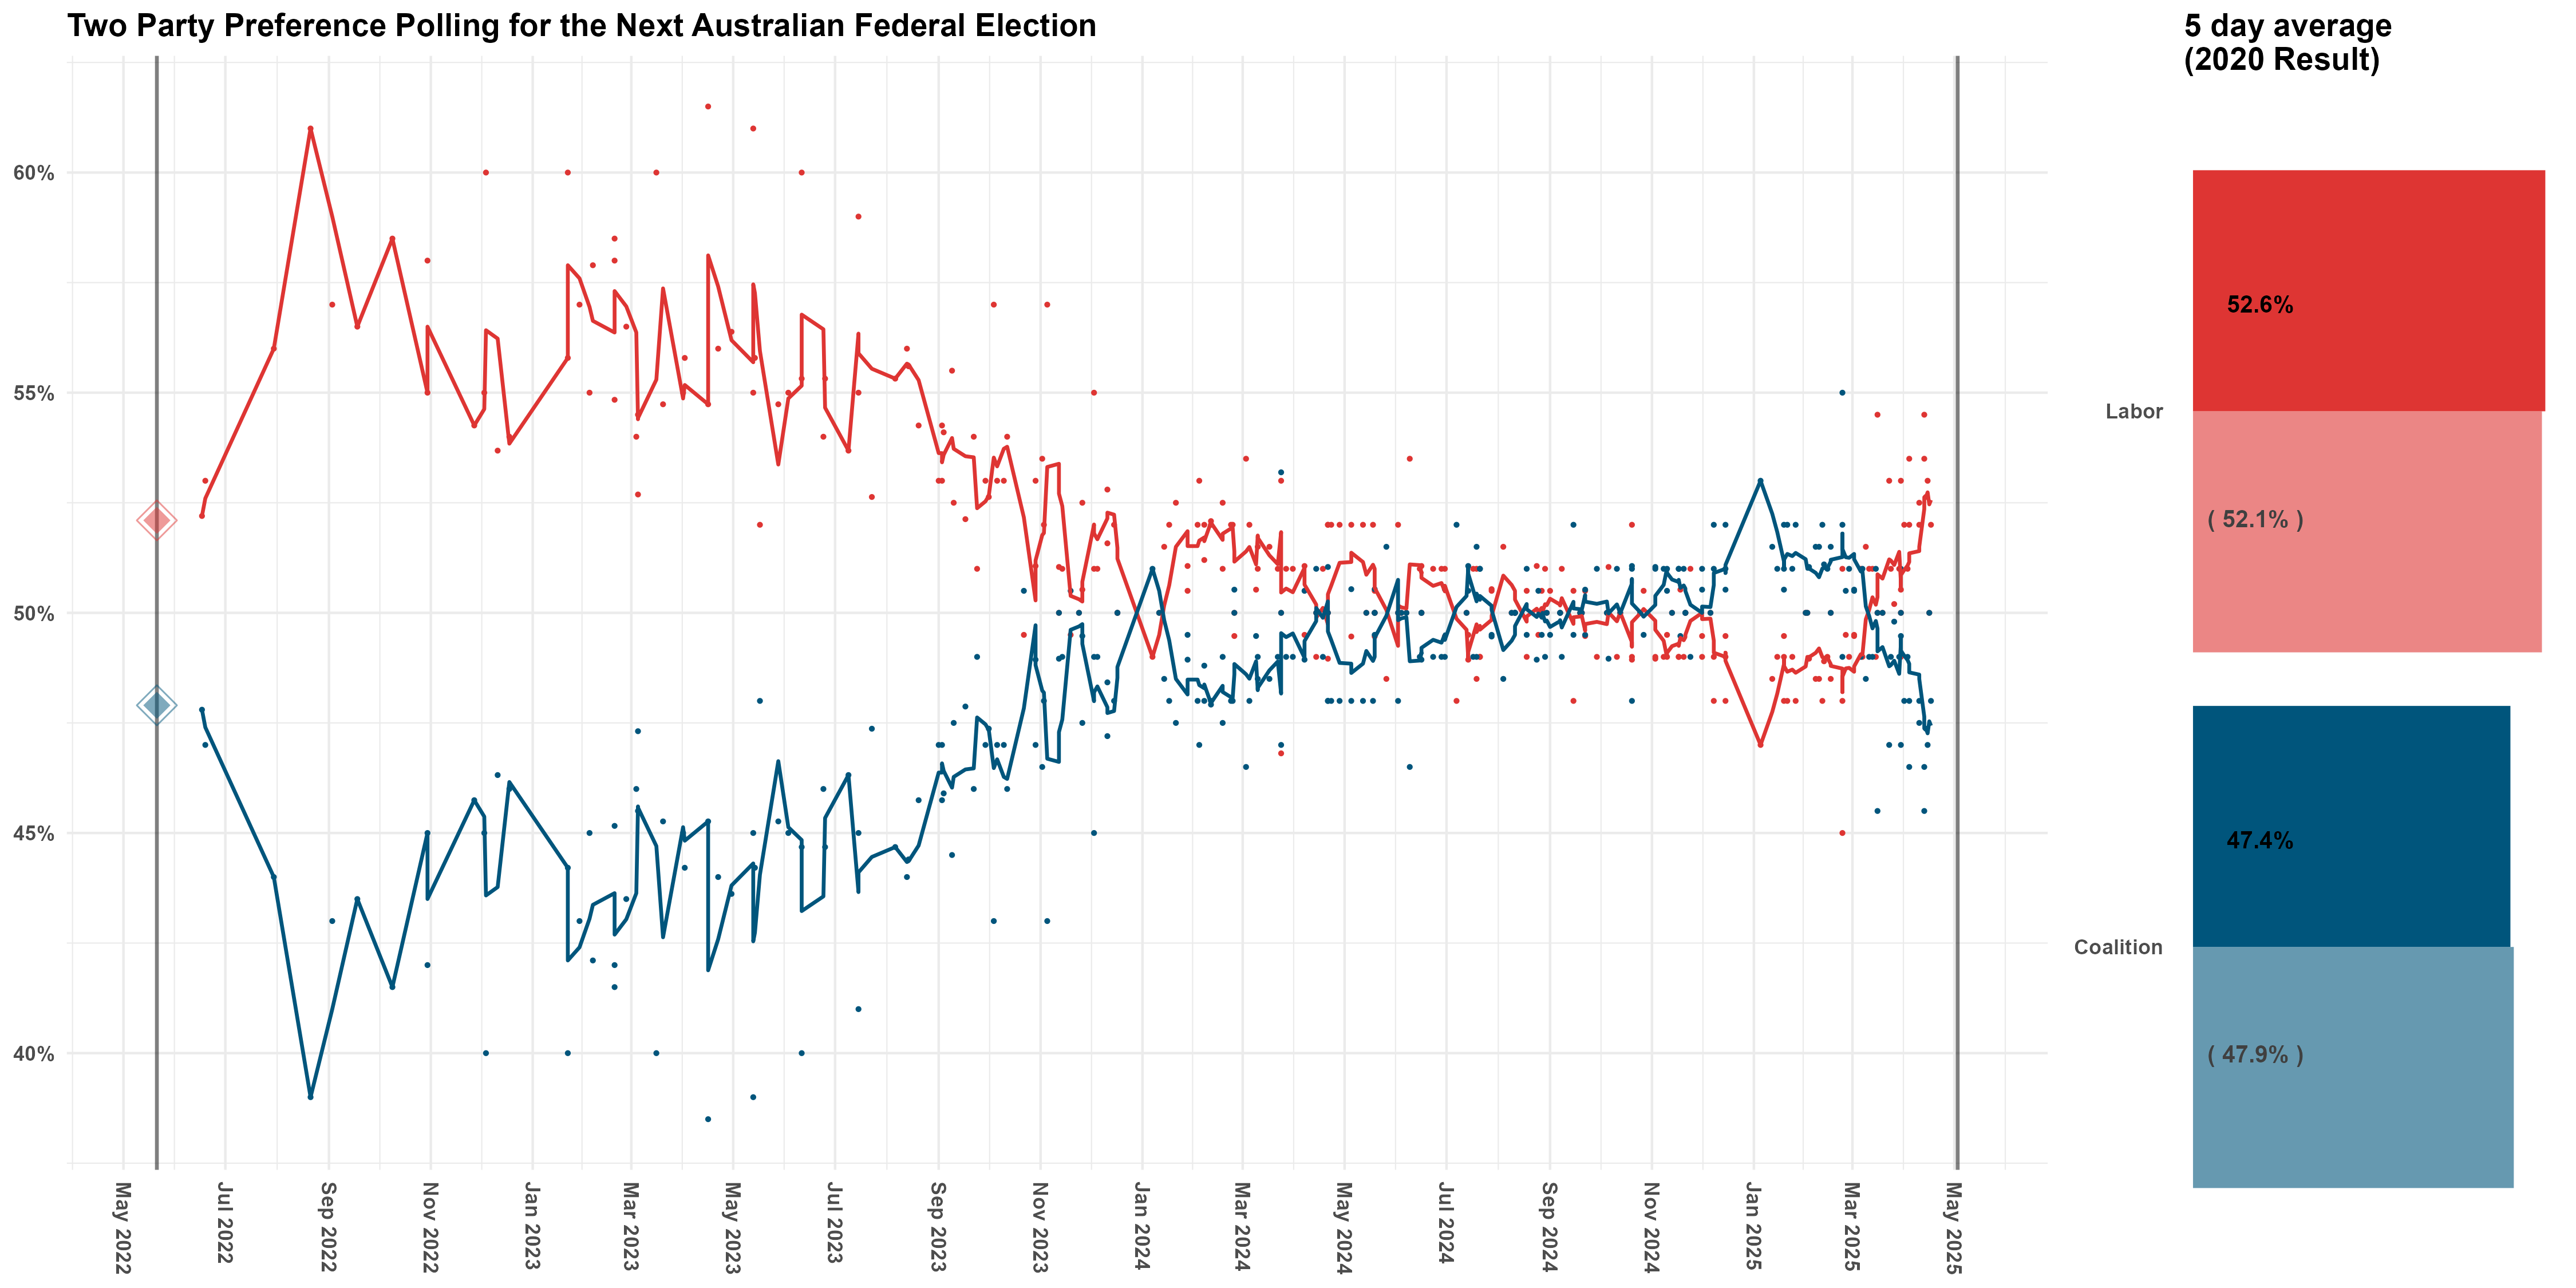 Two Party Preference Polling for the Next Australian Federal Election
5 day average
(2020 Result)
60%
55%
50%
45%
40%
May 2022
Jul 2022
Sep 2022
Nov 2022
Jan 2023
Mar 2023
May 2023
Jul 2023
Sep 2023
Nov 2023
Jan 2024
Mar 2024
May 2024
Jul 2024
Sep 2024
Nov 2024
Jan 2025
Mar 2025
May 2025
Labor
52.6%
( 52.1% )
Coalition
47.4%
( 47.9% )